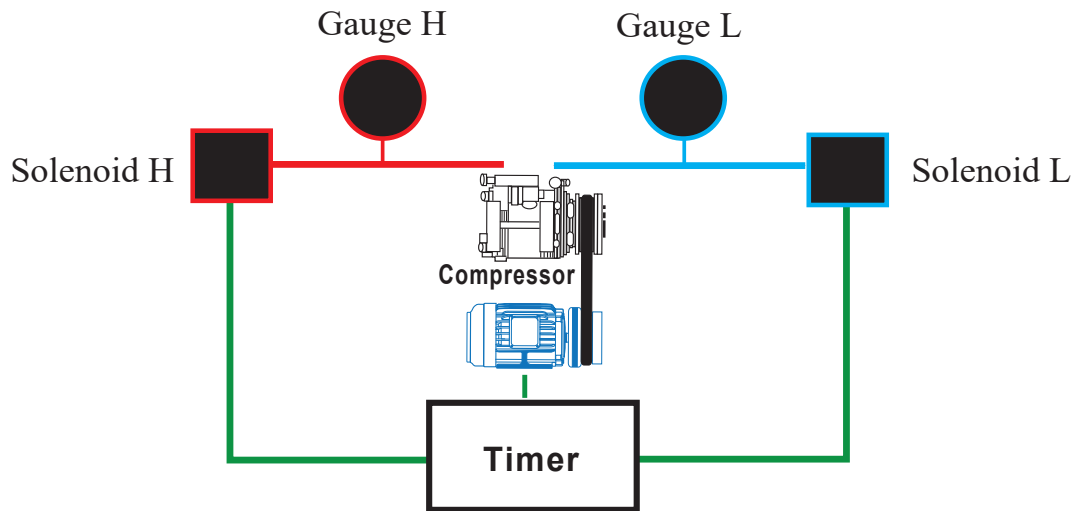 Gauge H
Gauge L
Solenoid H
Solenoid L
Compressor
Timer